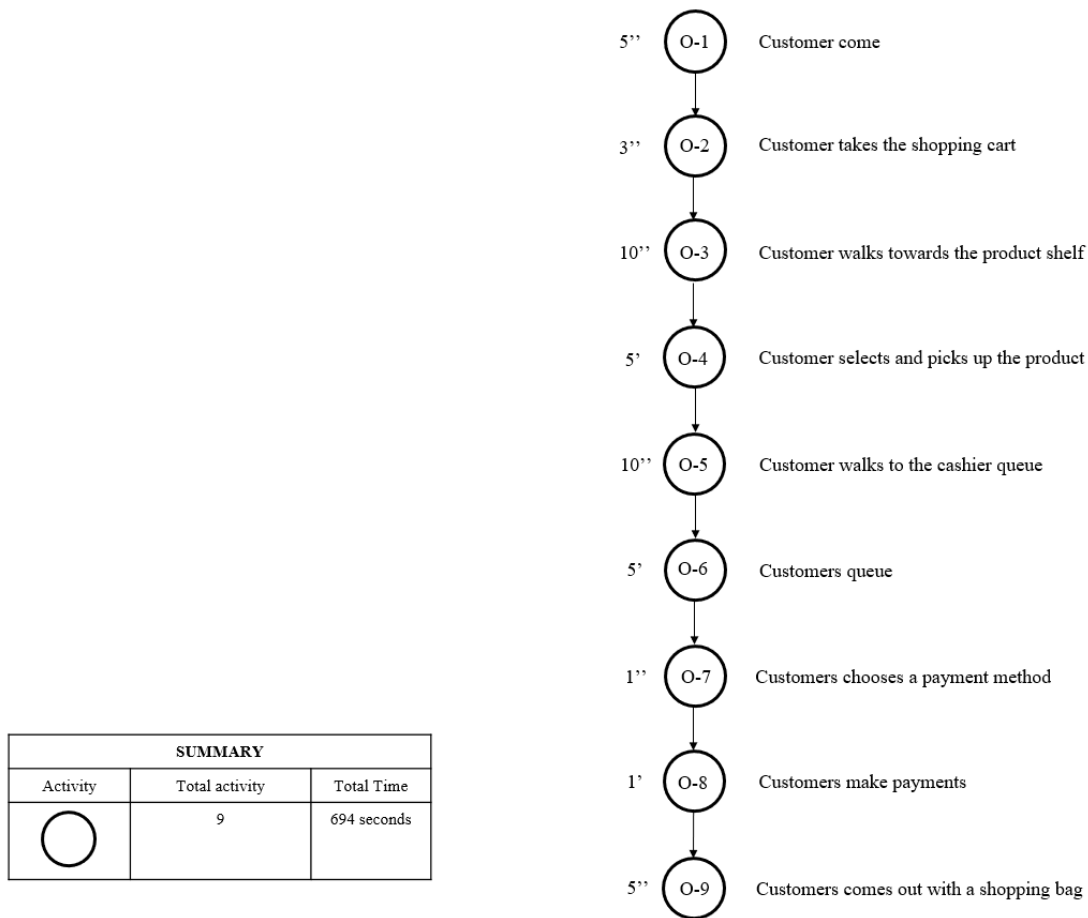 5’’ O-1 Customer come
3’’ O-2 Customer takes the shopping cart
10’’ O-3 Customer walks towards the product shelf
5’ O-4 Customer selects and picks up the product
10’’ O-5 Customer walks to the cashier queue
5’ O-6 Customers queue
1’’ O-7 Customers chooses a payment method
1’ O-8 Customers make payments
5’’ O-9 Customers comes out with a shopping bag
SUMMARY
Activity Total activity Total Time
9 694 seconds